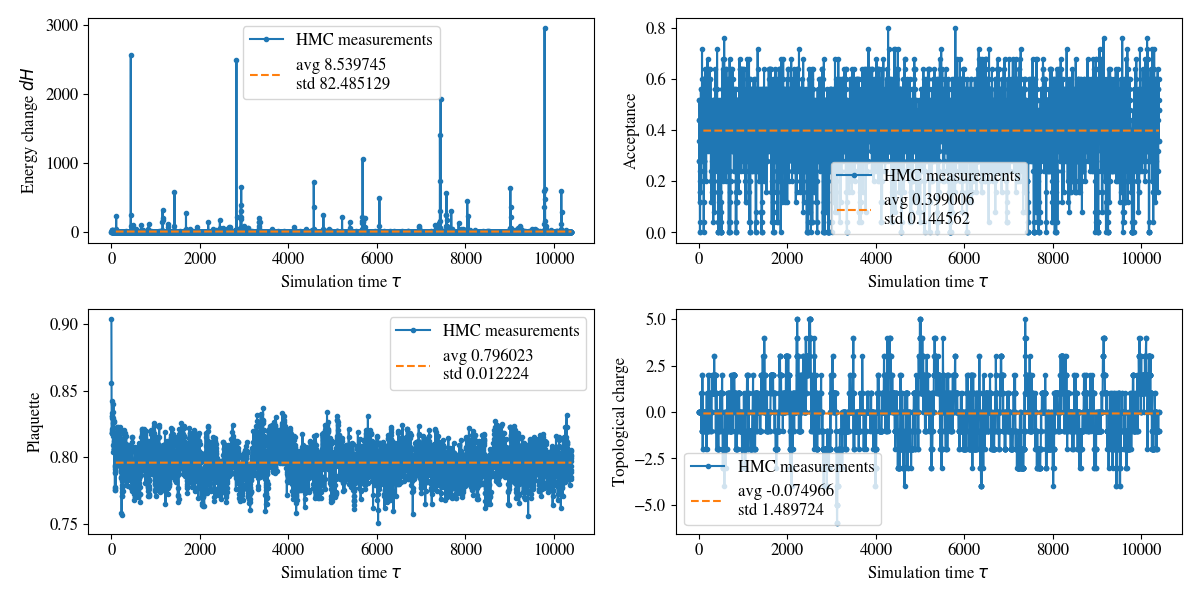 3000
2000
1000
0
Energy change dH
HMC measurements
avg 8.539745
std 82.485129
0 2000 4000 6000 8000 10000
Simulation time τ
0.8
0.6
0.4
0.2
0.0
Acceptance
HMC measurements
avg 0.399006
std 0.144562
0 2000 4000 6000 8000 10000
Simulation time τ
0.90
0.85
0.80
0.75
Plaquette
HMC measurements
avg 0.796023
std 0.012224
0 2000 4000 6000 8000 10000
Simulation time τ
5.0
2.5
0.0
−2.5
−5.0
Topological charge
HMC measurements
avg -0.074966
std 1.489724
0 2000 4000 6000 8000 10000
Simulation time τ